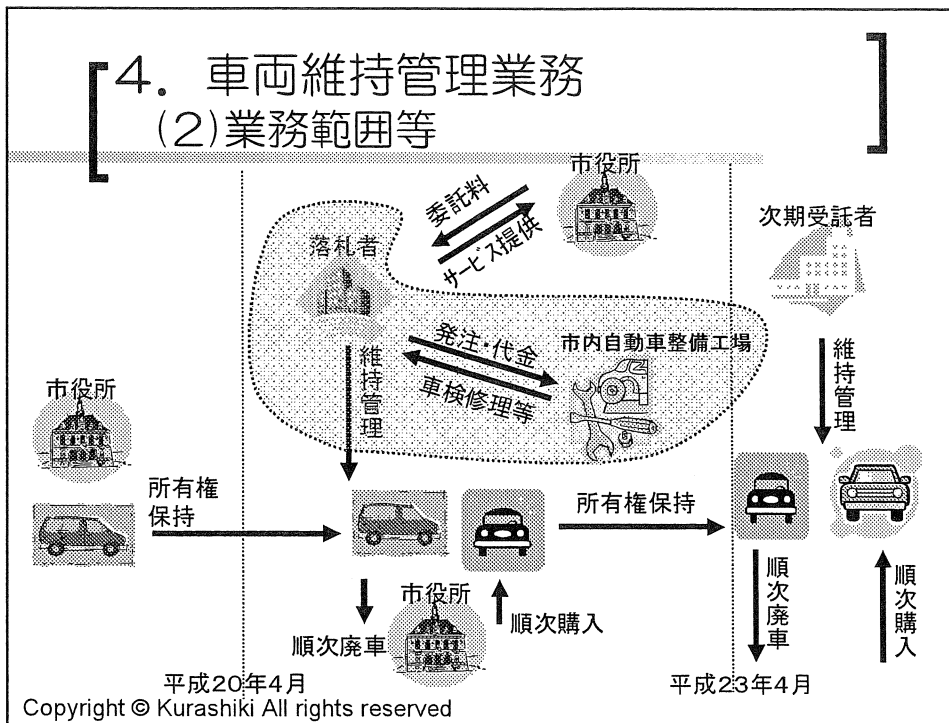 4．車両維持管理業務
(2)業務範囲等
市役所
委託料
サービス提供
次期受託者
落札者
発注・代金
車検修理等
市内自動車整備工場
維持管理
維持管理
市役所
所有権
保持
所有権保持
市役所
順次廃車
順次購入
順次廃車
順次購入
平成20年4月
平成23年4月
Copyright © Kurashiki All rights reserved